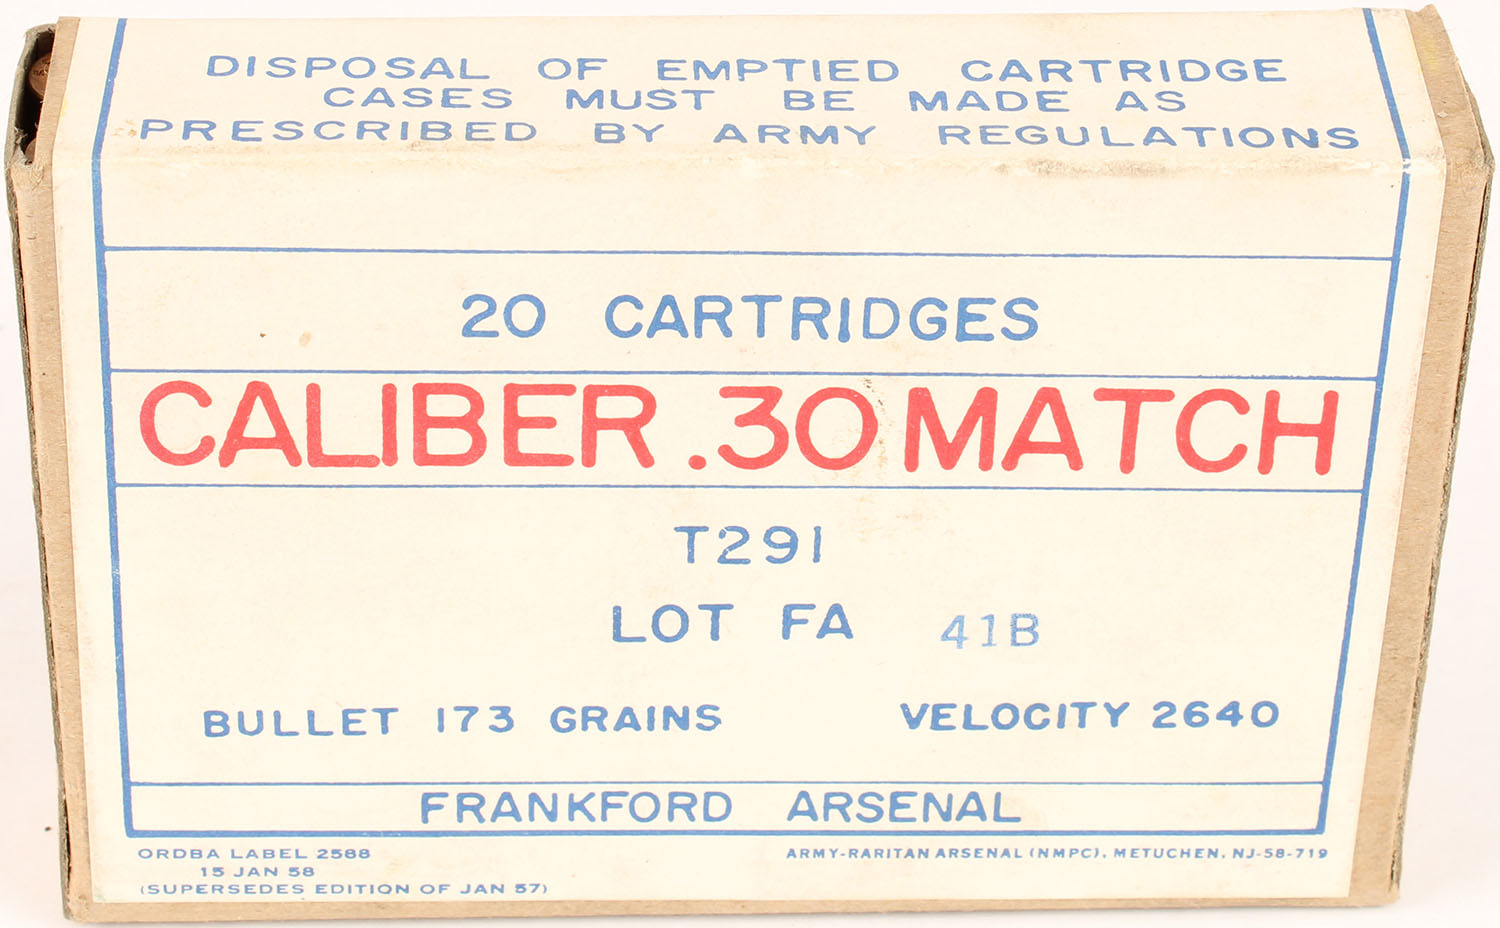 DISPOSAL OF EMPTIED CARTRIDGE
CASES MUST BE MADE AS
PRESCRIBED BY ARMY REGULATIONS
20 CARTRIDGES
CALIBER .30 MATCH
T291
LOT FA 41B
BULLET 173 GRAINS VELOCITY 2640
FRANKFORD ARSENAL
ORDBA LABEL 2588 ARMY-RARITAN ARSENAL (NMPC), METUCHEN, NJ-58-719
15 JAN 58
(SUPERSEDES EDITION OF JAN 57)